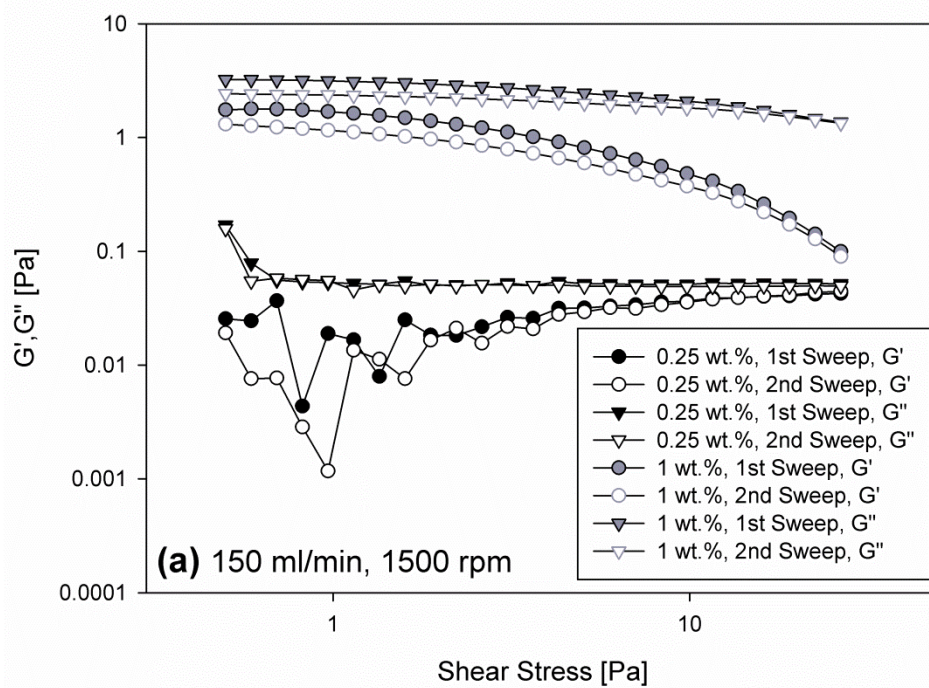 10
1
0.1
0.01
0.001
0.0001
G',G" [Pa]
0.25 wt.%, 1st Sweep, G'
0.25 wt.%, 2nd Sweep, G'
0.25 wt.%, 1st Sweep, G"
0.25 wt.%, 2nd Sweep, G"
1 wt.%, 1st Sweep, G'
1 wt.%, 2nd Sweep, G'
1 wt.%, 1st Sweep, G"
1 wt.%, 2nd Sweep, G"
(a) 150 ml/min, 1500 rpm
1 10
Shear Stress [Pa]